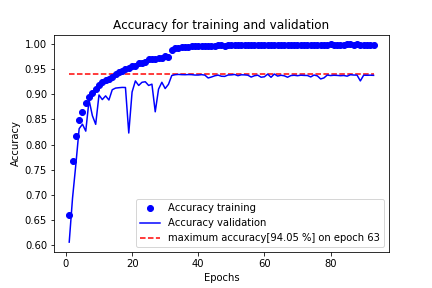 Accuracy for training and validation
1.00
0.95
0.90
0.85
0.80
0.75
0.70
0.65
0.60
Accuracy
0
20
40
60
80
Epochs
Accuracy training
Accuracy validation
maximum accuracy[94.05 %] on epoch 63